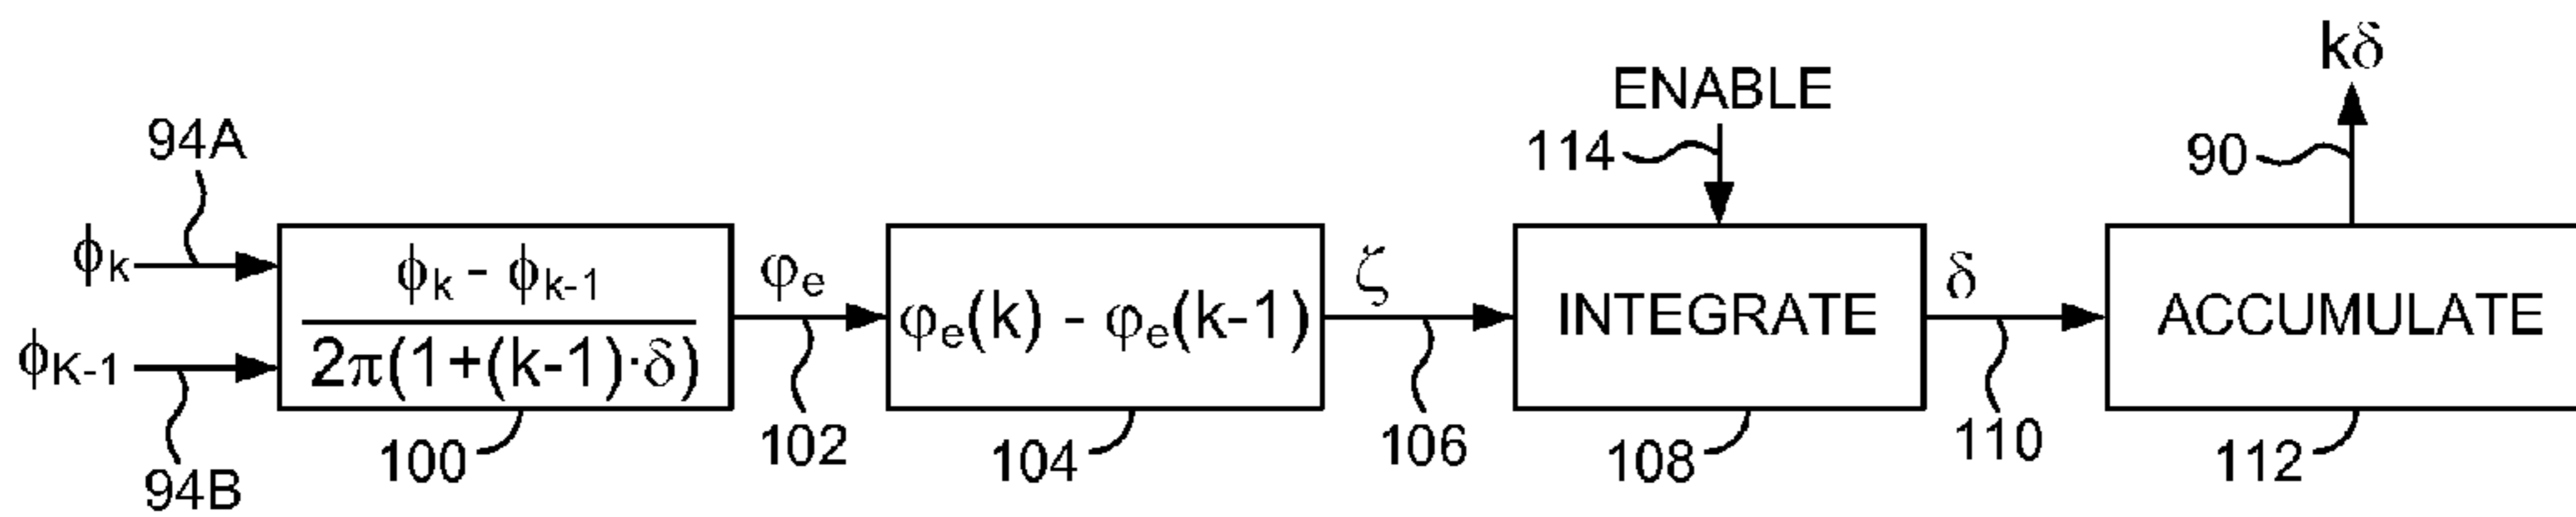 kδ
ENABLE
94A
114
90
ϕk
ϕk - ϕk-1
φe
ζ
δ
φe(k) - φe(k-1)
INTEGRATE
ACCUMULATE
ϕK-1
2π(1+(k-1)·δ)
94B
100
102
104
106
108
110
112